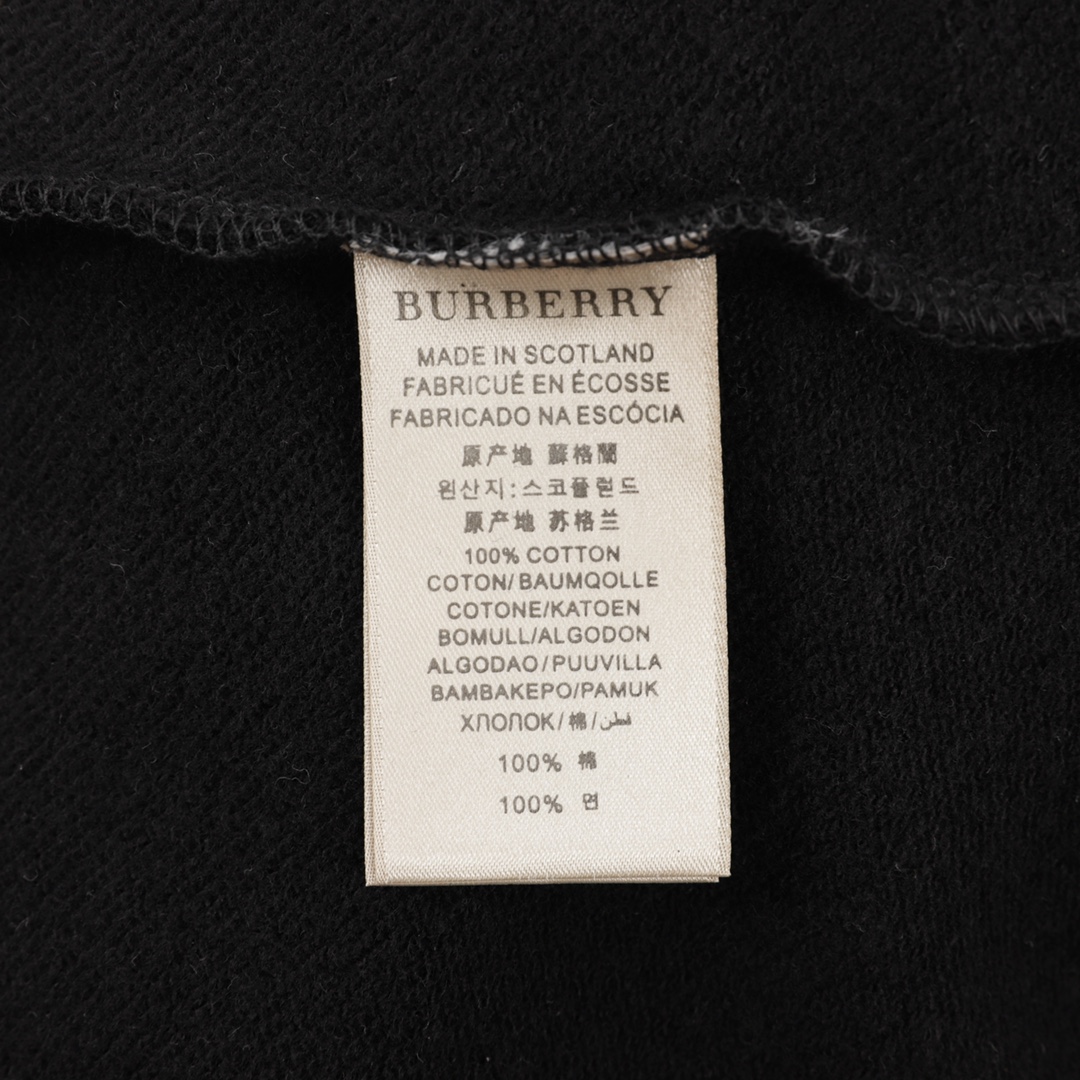 BURBERRY
MADE IN SCOTLAND
FABRICUÉ EN ÉCOSSE
FABRICADO NA ESCÓCIA
原产地 蘇格蘭
원산지:스코플런드
原产地 苏格兰
100% COTTON
COTON/BAUMQOLLE
COTONE/KATOEN
BOMULL/ALGODON
ALGODAO/PUUVILLA
BAMBAKEPO/PAMUK
ХЛОПОК/棉/قطن
100% 棉
100% 면